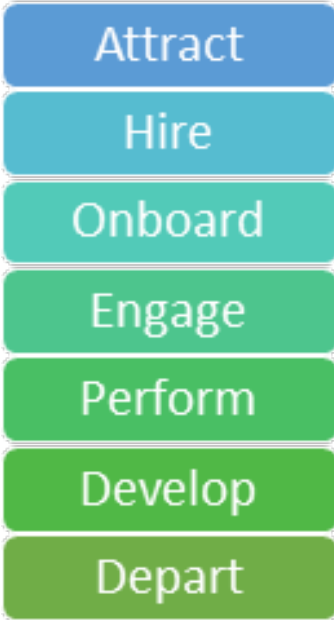 Attract
Hire
Onboard
Engage
Perform
Develop
Depart